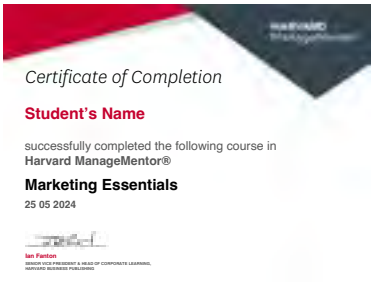 HARVARD
ManageMentor®
Certificate of Completion
Student's Name
successfully completed the following course in
Harvard ManageMentor®
Marketing Essentials
25 05 2024
Ian Fanton
SENIOR VICE PRESIDENT & HEAD OF CORPORATE LEARNING,
HARVARD BUSINESS PUBLISHING